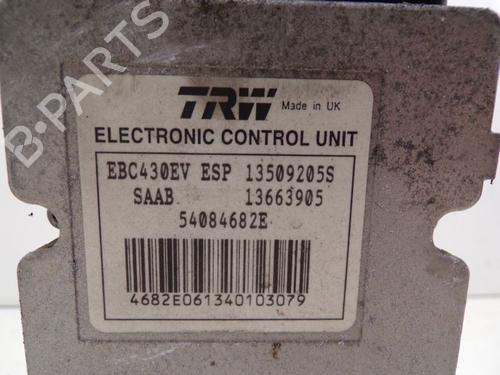 B-PARTS
TRW Made in UK
ELECTRONIC CONTROL UNIT
EBC430EV ESP 13509205S
SAAB 13663905
54084682E
4682E061340103079